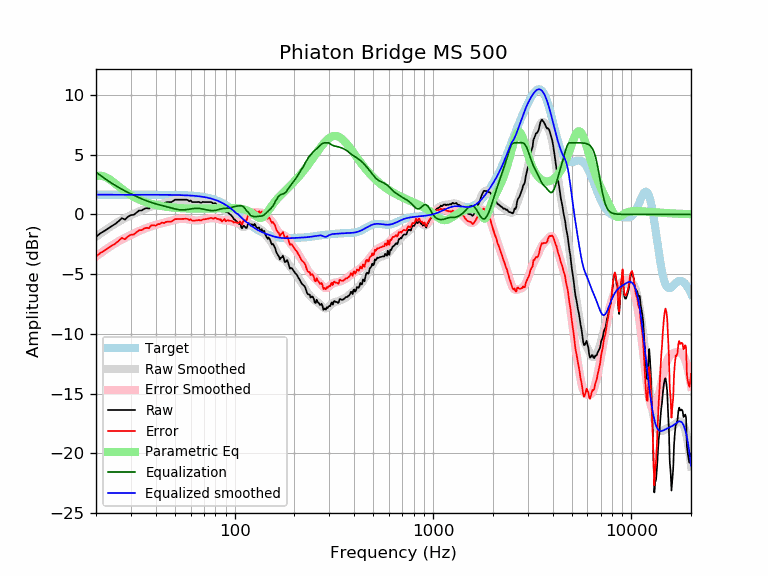 Phiaton Bridge MS 500
Amplitude (dBr)
10
5
0
−5
−10
−15
−20
−25
Target
Raw Smoothed
Error Smoothed
Raw
Error
Parametric Eq
Equalization
Equalized smoothed
100 1000 10000
Frequency (Hz)